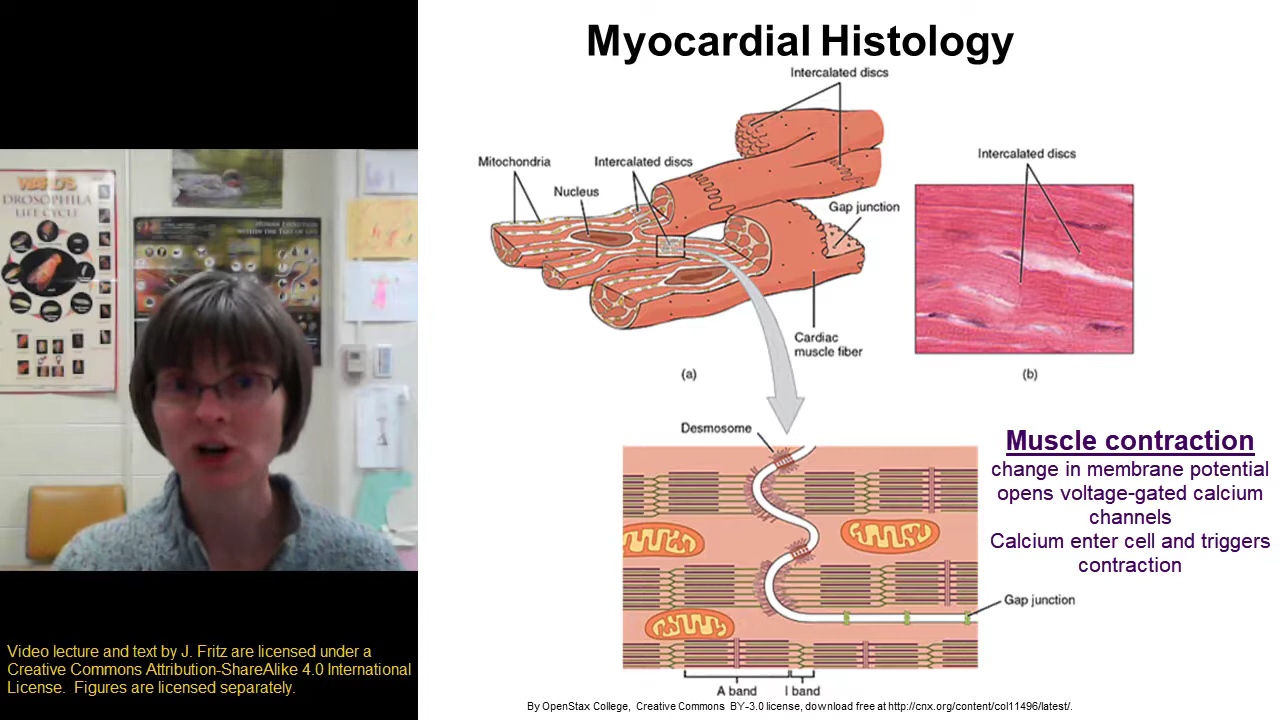 Myocardial Histology
Intercalated discs
Mitochondria
Intercalated discs
Nucleus
Gap junction
Cardiac
muscle fiber
(a)
Intercalated discs
(b)
Desmosome
Gap junction
A band
I band
Muscle contraction
change in membrane potential
opens voltage-gated calcium
channels
Calcium enter cell and triggers
contraction
WARD'S
DROSOPHILA
LIFE CYCLE
Video lecture and text by J. Fritz are licensed under a
Creative Commons Attribution-ShareAlike 4.0 International
License. Figures are licensed separately.
By OpenStax College, Creative Commons BY-3.0 license, download free at http://cnx.org/content/col11496/latest/.